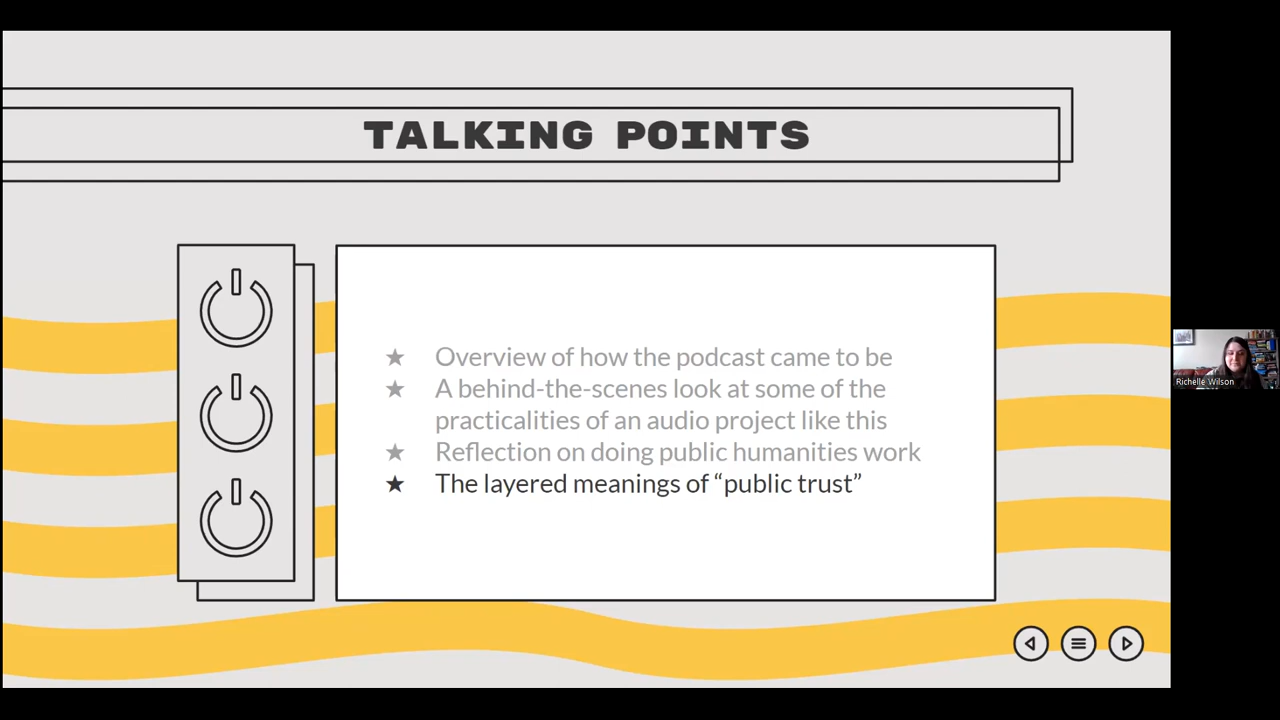 TALKING POINTS
★ Overview of how the podcast came to be
★ A behind-the-scenes look at some of the
practicalities of an audio project like this
★ Reflection on doing public humanities work
★ The layered meanings of “public trust”
Richelle Wilson